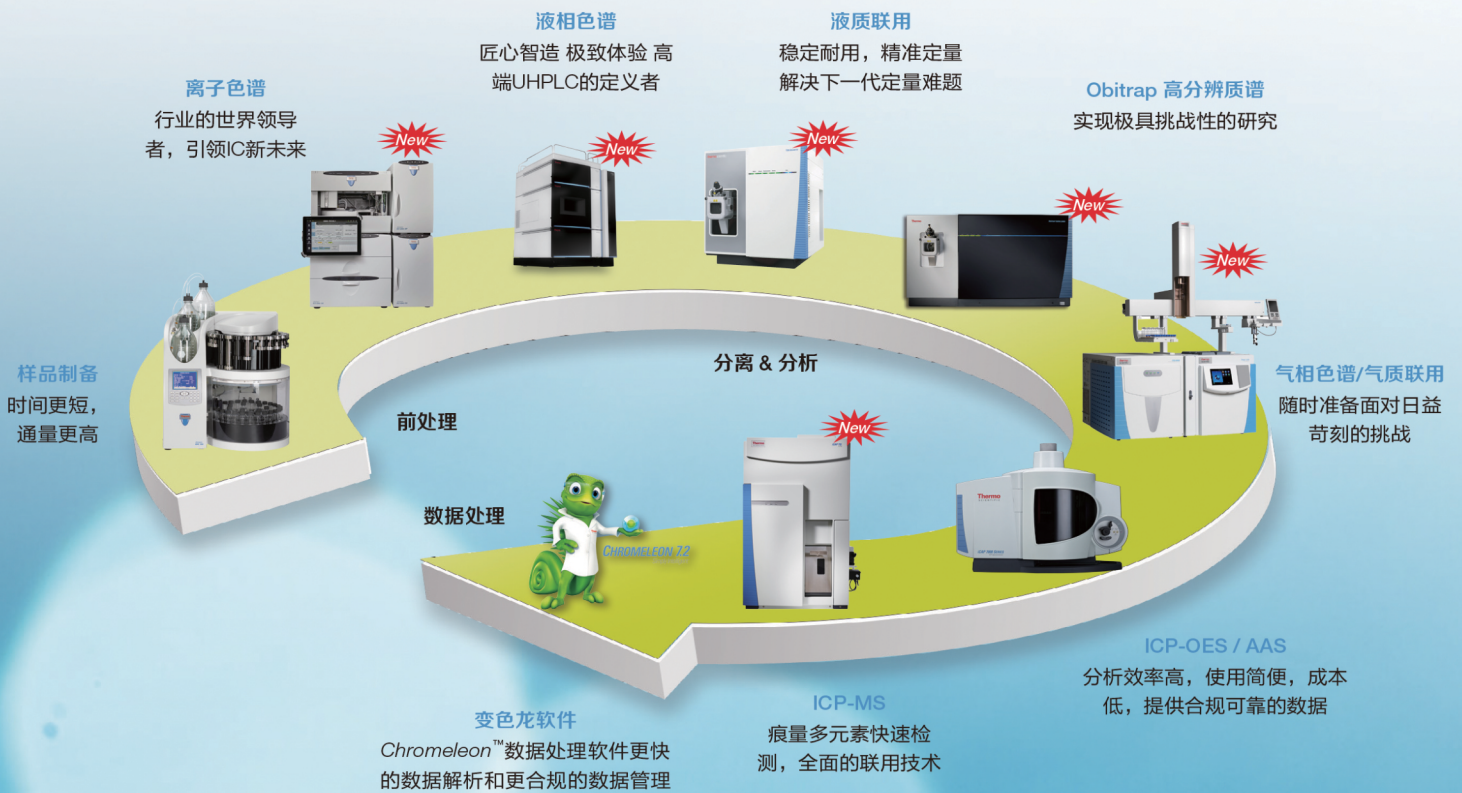 液相色谱
匠心智造 极致体验 高
端UHPLC的定义者
液质联用
稳定耐用，精准定量
解决下一代定量难题
离子色谱
行业的世界领导
者，引领IC新未来
Obitrap 高分辨质谱
实现极具挑战性的研究
New
New
New
New
New
样品制备
时间更短，
通量更高
前处理
分离 & 分析
气相色谱/气质联用
随时准备面对日益
苛刻的挑战
New
数据处理
CHROMELEON 7.2
Thermo
SCIENTIFIC
ICP-OES / AAS
分析效率高，使用简便，成本
低，提供合规可靠的数据
ICP-MS
痕量多元素快速检
测，全面的联用技术
变色龙软件
Chromeleon™数据处理软件更快
的数据解析和更合规的数据管理